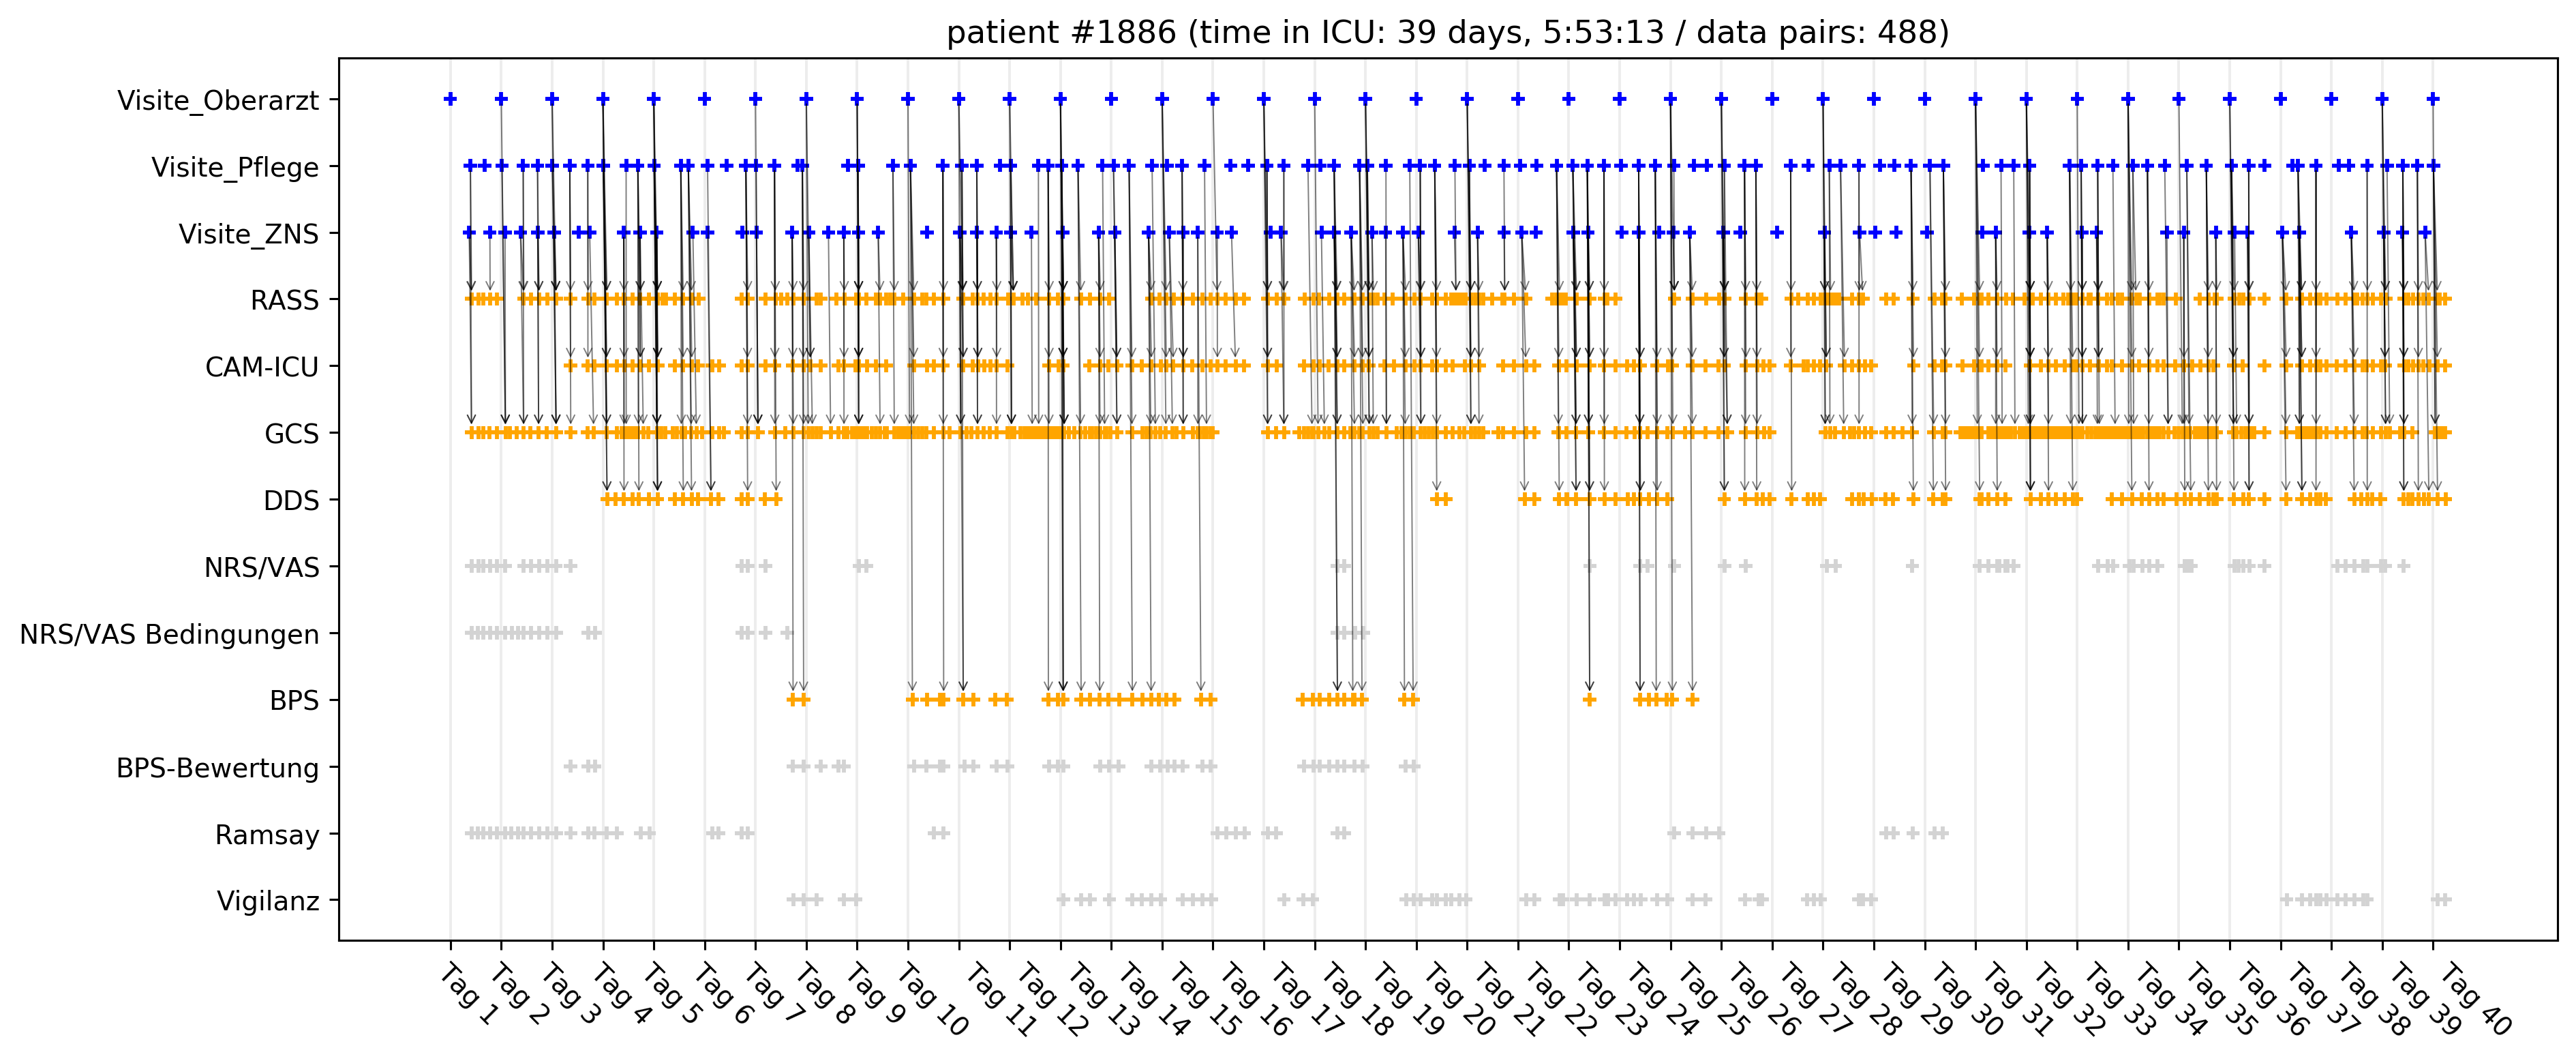 patient #1886 (time in ICU: 39 days, 5:53:13 / data pairs: 488)
Visite_Oberarzt
Visite_Pflege
Visite_ZNS
RASS
CAM-ICU
GCS
DDS
NRS/VAS
NRS/VAS Bedingungen
BPS
BPS-Bewertung
Ramsay
Vigilanz
Tag 1
Tag 2
Tag 3
Tag 4
Tag 5
Tag 6
Tag 7
Tag 8
Tag 9
Tag 10
Tag 11
Tag 12
Tag 13
Tag 14
Tag 15
Tag 16
Tag 17
Tag 18
Tag 19
Tag 20
Tag 21
Tag 22
Tag 23
Tag 24
Tag 25
Tag 26
Tag 27
Tag 28
Tag 29
Tag 30
Tag 31
Tag 32
Tag 33
Tag 34
Tag 35
Tag 36
Tag 37
Tag 38
Tag 39
Tag 40